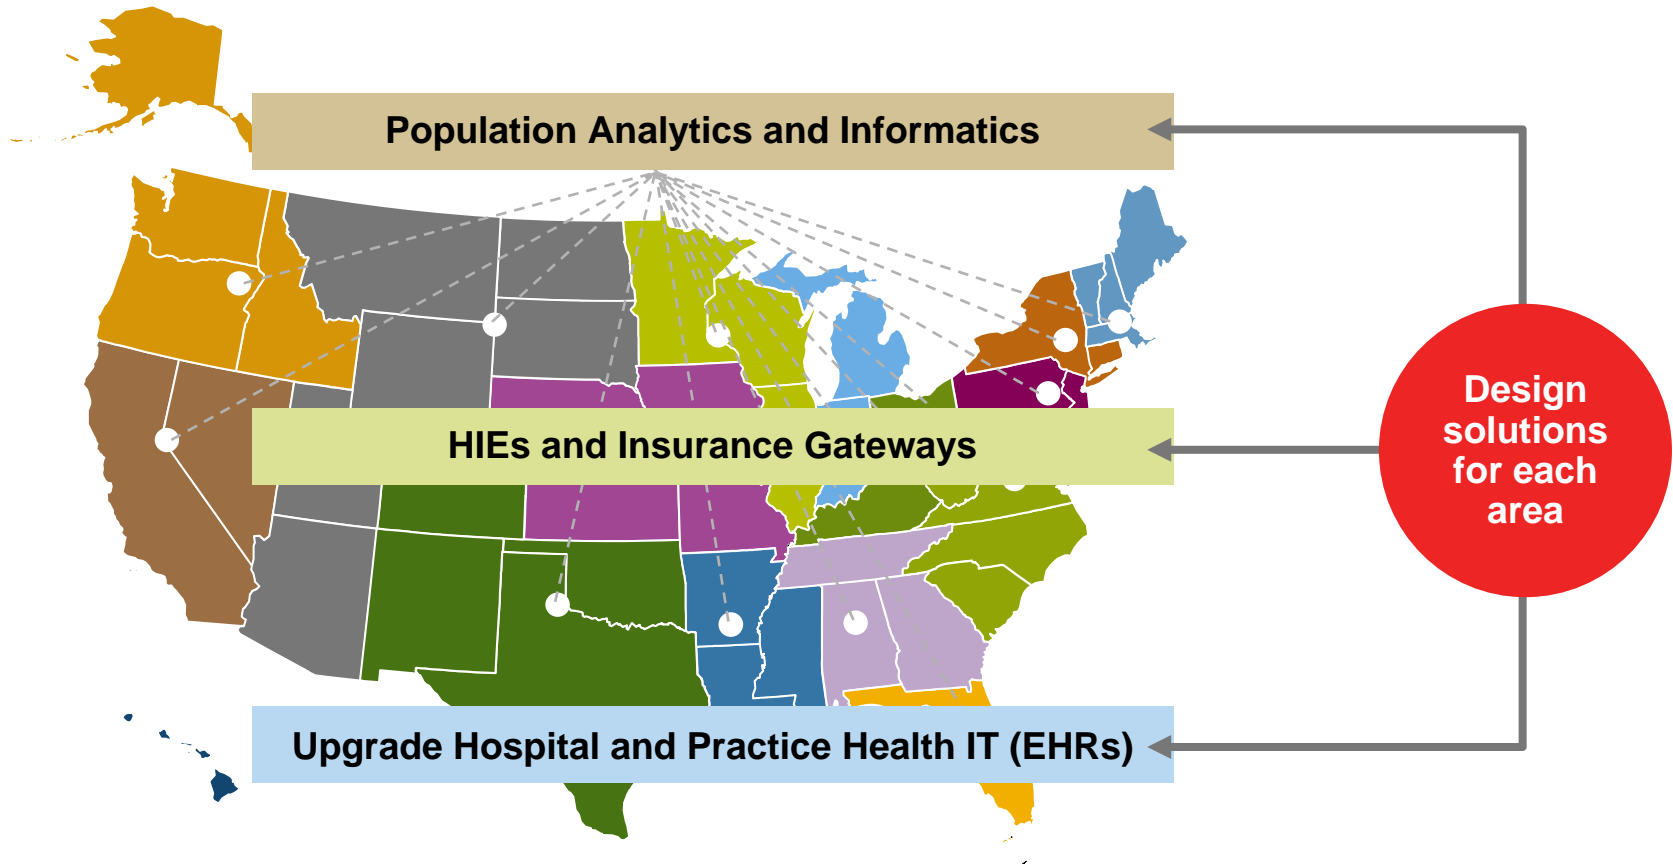 Population Analytics and Informatics
HIEs and Insurance Gateways
Design
solutions
for each
area
Upgrade Hospital and Practice Health IT (EHRs)